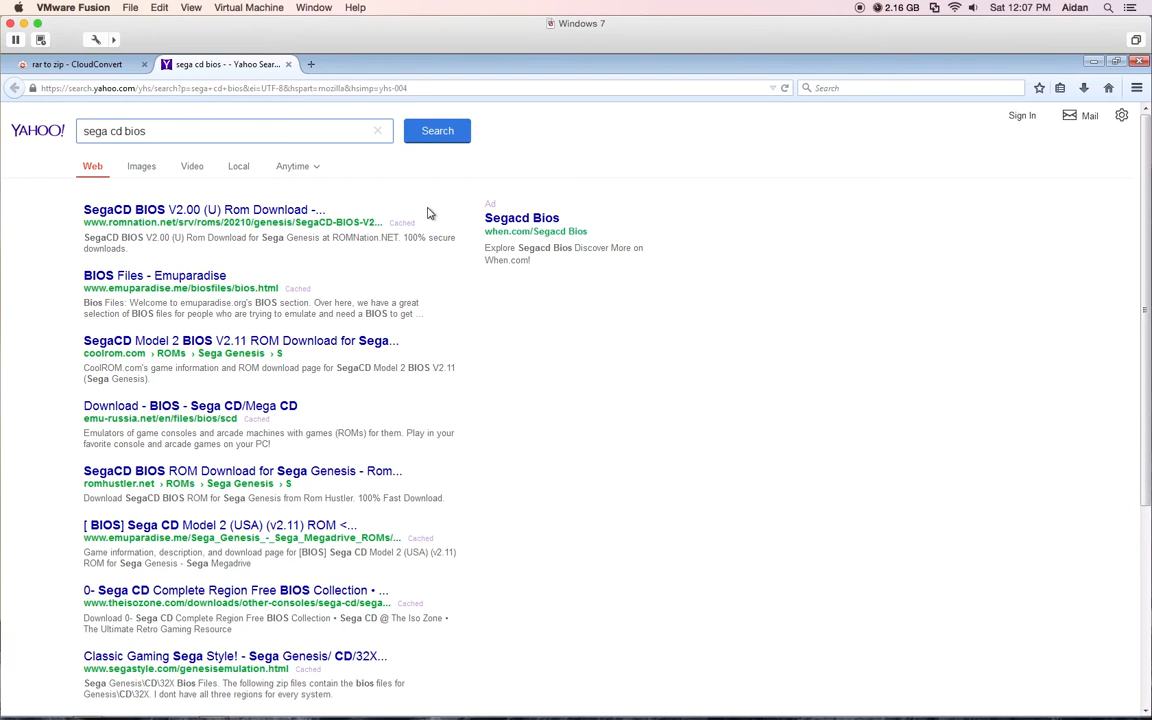 VMware Fusion File Edit View Virtual Machine Window Help 2.16 GB Sat 12:07 PM Aidan
Windows 7
rar to zip - CloudConvert
sega cd bios - - Yahoo Sear...
https://search.yahoo.com/yhs/search?p=sega+cd+bios&ei=UTF-8&hspart=mozilla&hsimp=yhs-004
Search
YAHOO!
sega cd bios
Search
Sign In
Mail
Web Images Video Local Anytime
SegaCD BIOS V2.00 (U) Rom Download -...
www.romnation.net/srv/roms/20210/genesis/SegaCD-BIOS-V2... Cached
SegaCD BIOS V2.00 (U) Rom Download for Sega Genesis at ROMNation.NET. 100% secure
downloads.
BIOS Files - Emuparadise
www.emuparadise.me/biosfiles/bios.html Cached
Bios Files: Welcome to emuparadise.org's BIOS section. Over here, we have a great
selection of BIOS files for people who are trying to emulate and need a BIOS to get ...
SegaCD Model 2 BIOS V2.11 ROM Download for Sega...
coolrom.com › ROMs › Sega Genesis › S
CoolROM.com's game information and ROM download page for SegaCD Model 2 BIOS V2.11
(Sega Genesis).
Download - BIOS - Sega CD/Mega CD
emu-russia.net/en/files/bios/scd Cached
Emulators of game consoles and arcade machines with games (ROMs) for them. Play in your
favorite console and arcade games on your PC!
SegaCD BIOS ROM Download for Sega Genesis - Rom...
romhustler.net › ROMs › Sega Genesis › S
Download SegaCD BIOS ROM for Sega Genesis from Rom Hustler. 100% Fast Download.
[ BIOS] Sega CD Model 2 (USA) (v2.11) ROM <...
www.emuparadise.me/Sega_Genesis_-_Sega_Megadrive_ROMs/... Cached
Game information, description, and download page for [BIOS] Sega CD Model 2 (USA) (v2.11)
ROM for Sega Genesis - Sega Megadrive
0- Sega CD Complete Region Free BIOS Collection • ...
www.theisozone.com/downloads/other-consoles/sega-cd/sega... Cached
Download 0- Sega CD Complete Region Free BIOS Collection • Sega CD @ The Iso Zone •
The Ultimate Retro Gaming Resource
Classic Gaming Sega Style! - Sega Genesis/ CD/32X...
www.segastyle.com/genesisemulation.html Cached
Sega Genesis\CD\32X Bios Files. The following zip files contain the bios files for
Genesis\CD\32X. I dont have all three regions for every system.
Ad
Segacd Bios
when.com/Segacd Bios
Explore Segacd Bios Discover More on
When.com!